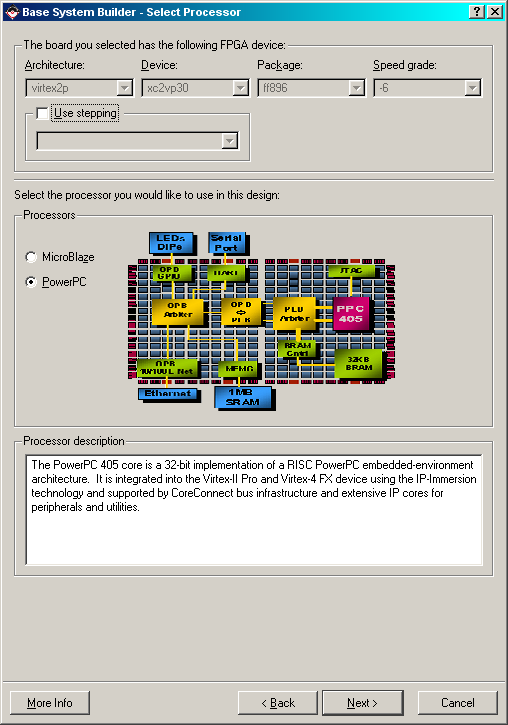 Base System Builder - Select Processor
The board you selected has the following FPGA device:
Architecture: Device: Package: Speed grade:
virtex2p xc2vp30 ff896 -6
Use stepping
Select the processor you would like to use in this design:
Processors
MicroBlaze
PowerPC
LEDs
DIPs
Serial
Port
OPB
GPIO
UART
JTAG
OPB
Arbiter
PLB
Arbiter
PPC
405
BRAM
Cntrl
32KB
BRAM
OPB
10/100 E Net
MEMC
Ethernet
1MB
SRAM
Processor description
The PowerPC 405 core is a 32-bit implementation of a RISC PowerPC embedded-environment
architecture. It is integrated into the Virtex-II Pro and Virtex-4 FX device using the IP-Immersion
technology and supported by CoreConnect bus infrastructure and extensive IP cores for
peripherals and utilities.
More Info < Back Next > Cancel